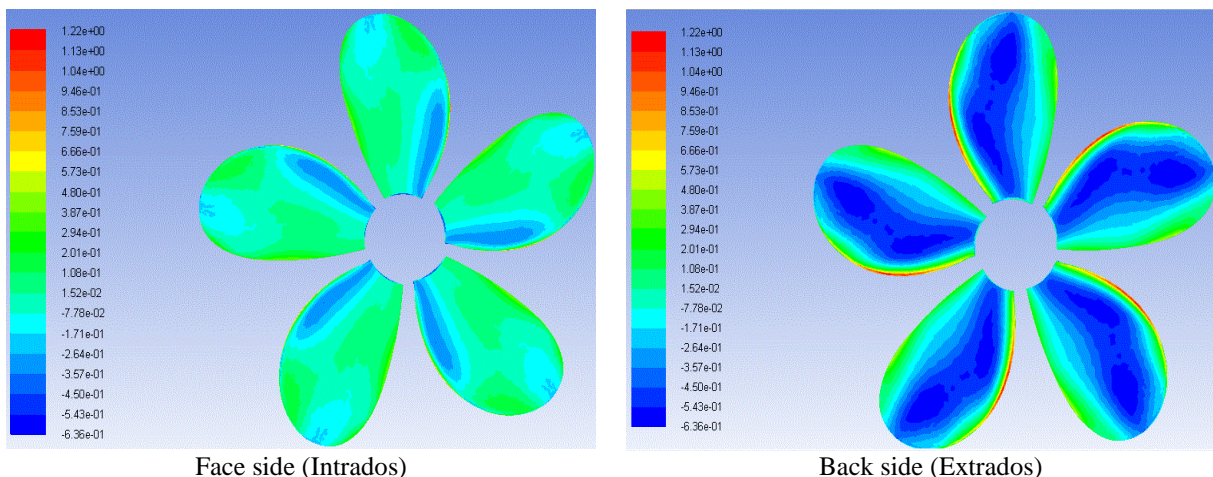 1.22e+00
1.13e+00
1.04e+00
9.46e-01
8.53e-01
7.59e-01
6.66e-01
5.73e-01
4.80e-01
3.87e-01
2.94e-01
2.01e-01
1.08e-01
1.52e-02
-7.78e-02
-1.71e-01
-2.64e-01
-3.57e-01
-4.50e-01
-5.43e-01
-6.36e-01
Face side (Intrados)
1.22e+00
1.13e+00
1.04e+00
9.46e-01
8.53e-01
7.59e-01
6.66e-01
5.73e-01
4.80e-01
3.87e-01
2.94e-01
2.01e-01
1.08e-01
1.52e-02
-7.78e-02
-1.71e-01
-2.64e-01
-3.57e-01
-4.50e-01
-5.43e-01
-6.36e-01
Back side (Extrados)